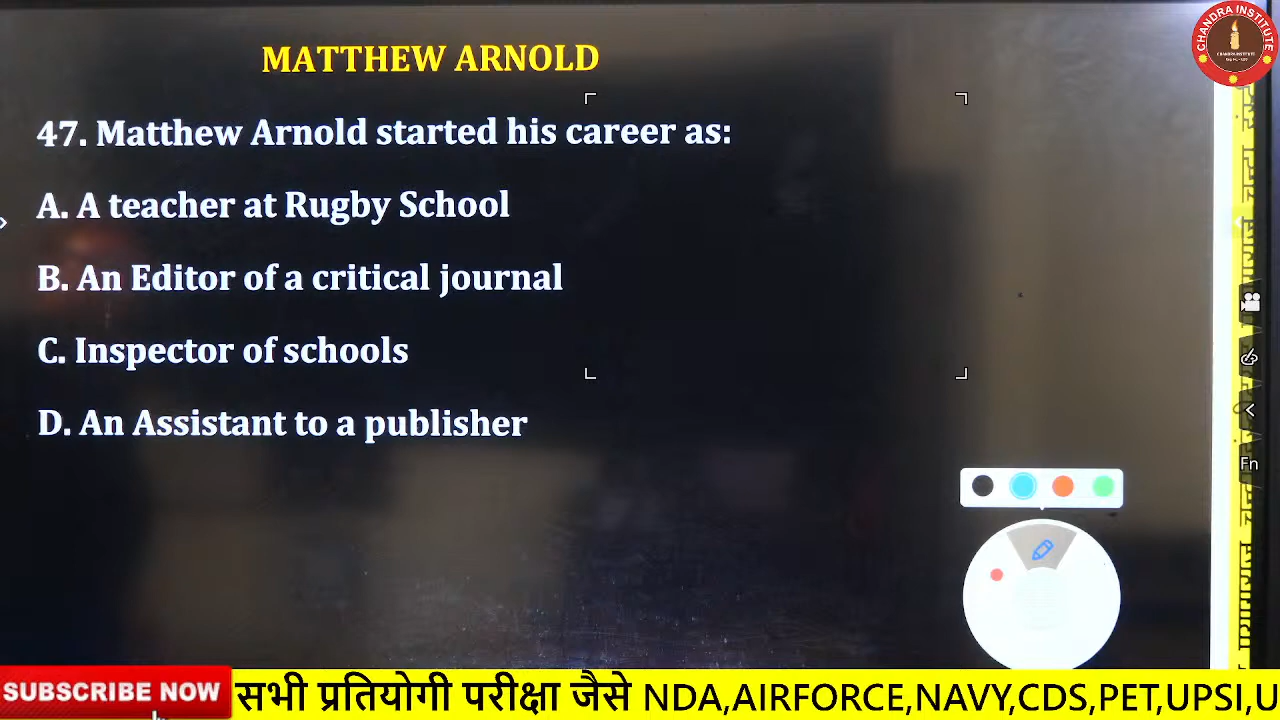 MATTHEW ARNOLD
47. Matthew Arnold started his career as:
A. A teacher at Rugby School
B. An Editor of a critical journal
C. Inspector of schools
D. An Assistant to a publisher
CHANDRA INSTITUTE
Fn
SUBSCRIBE NOW
सभी प्रतियोगी परीक्षा जैसे NDA,AIRFORCE,NAVY,CDS,PET,UPSI,U